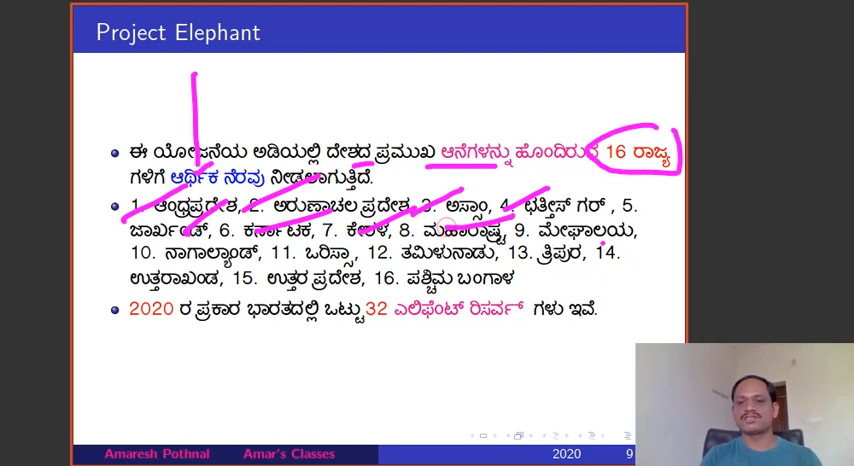 Project Elephant
ಈ ಯೋಜನೆಯ ಅಡಿಯಲ್ಲಿ ದೇಶದ ಪ್ರಮುಖ ಆನೆಗಳನ್ನು ಹೊಂದಿರುವ 16 ರಾಜ್ಯ
ಗಳಿಗೆ ಆರ್ಥಿಕ ನೆರವು ನೀಡಲಾಗುತ್ತಿದೆ.
1. ಆಂಧ್ರಪ್ರದೇಶ, 2. ಅರುಣಾಚಲ ಪ್ರದೇಶ, 3. ಅಸ್ಸಾಂ, 4. ಛತ್ತೀಸ್ ಗರ್ , 5.
ಜಾರ್ಖಂಡ್, 6. ಕರ್ನಾಟಕ, 7. ಕೇರಳ, 8. ಮಹಾರಾಷ್ಟ್ರ 9. ಮೇಘಾಲಯ,
10. ನಾಗಾಲ್ಯಾಂಡ್, 11. ಒರಿಸ್ಸಾ, 12. ತಮಿಳುನಾಡು, 13. ತ್ರಿಪುರ, 14.
ಉತ್ತರಾಖಂಡ, 15. ಉತ್ತರ ಪ್ರದೇಶ, 16. ಪಶ್ಚಿಮ ಬಂಗಾಳ
2020 ರ ಪ್ರಕಾರ ಭಾರತದಲ್ಲಿ ಒಟ್ಟು 32 ಎಲಿಫೆಂಟ್ ರಿಸರ್ವ್ ಗಳು ಇವೆ.
Amaresh Pothnal Amar's Classes 2020 9